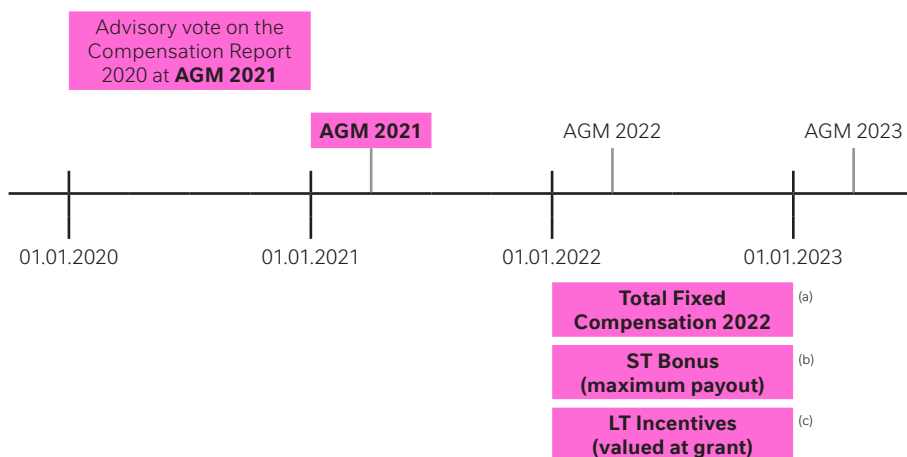 Advisory vote on the
Compensation Report
2020 at AGM 2021
AGM 2021
AGM 2022
AGM 2023
01.01.2020
01.01.2021
01.01.2022
01.01.2023
Total Fixed
Compensation 2022
(a)
ST Bonus
(maximum payout)
(b)
LT Incentives
(valued at grant)
(c)